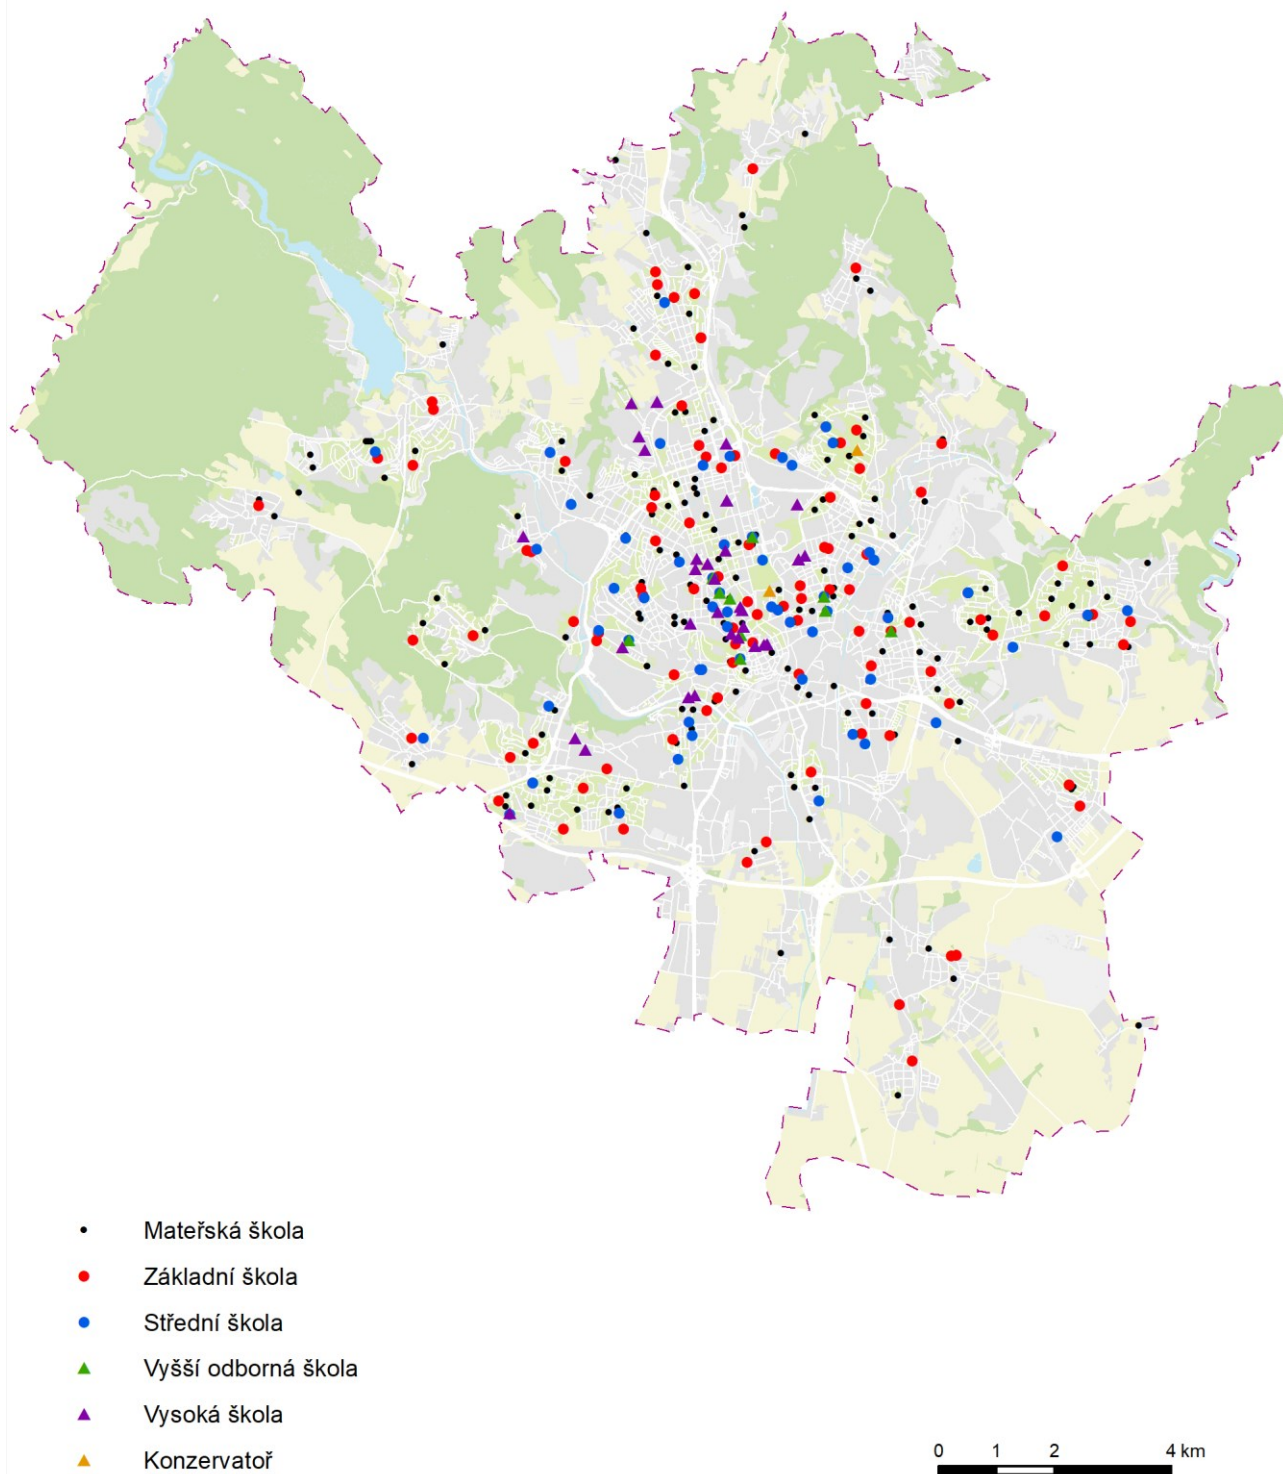 Mateřská škola
Základní škola
Střední škola
Vyšší odborná škola
Vysoká škola
Konzervatoř
0 1 2 4 km